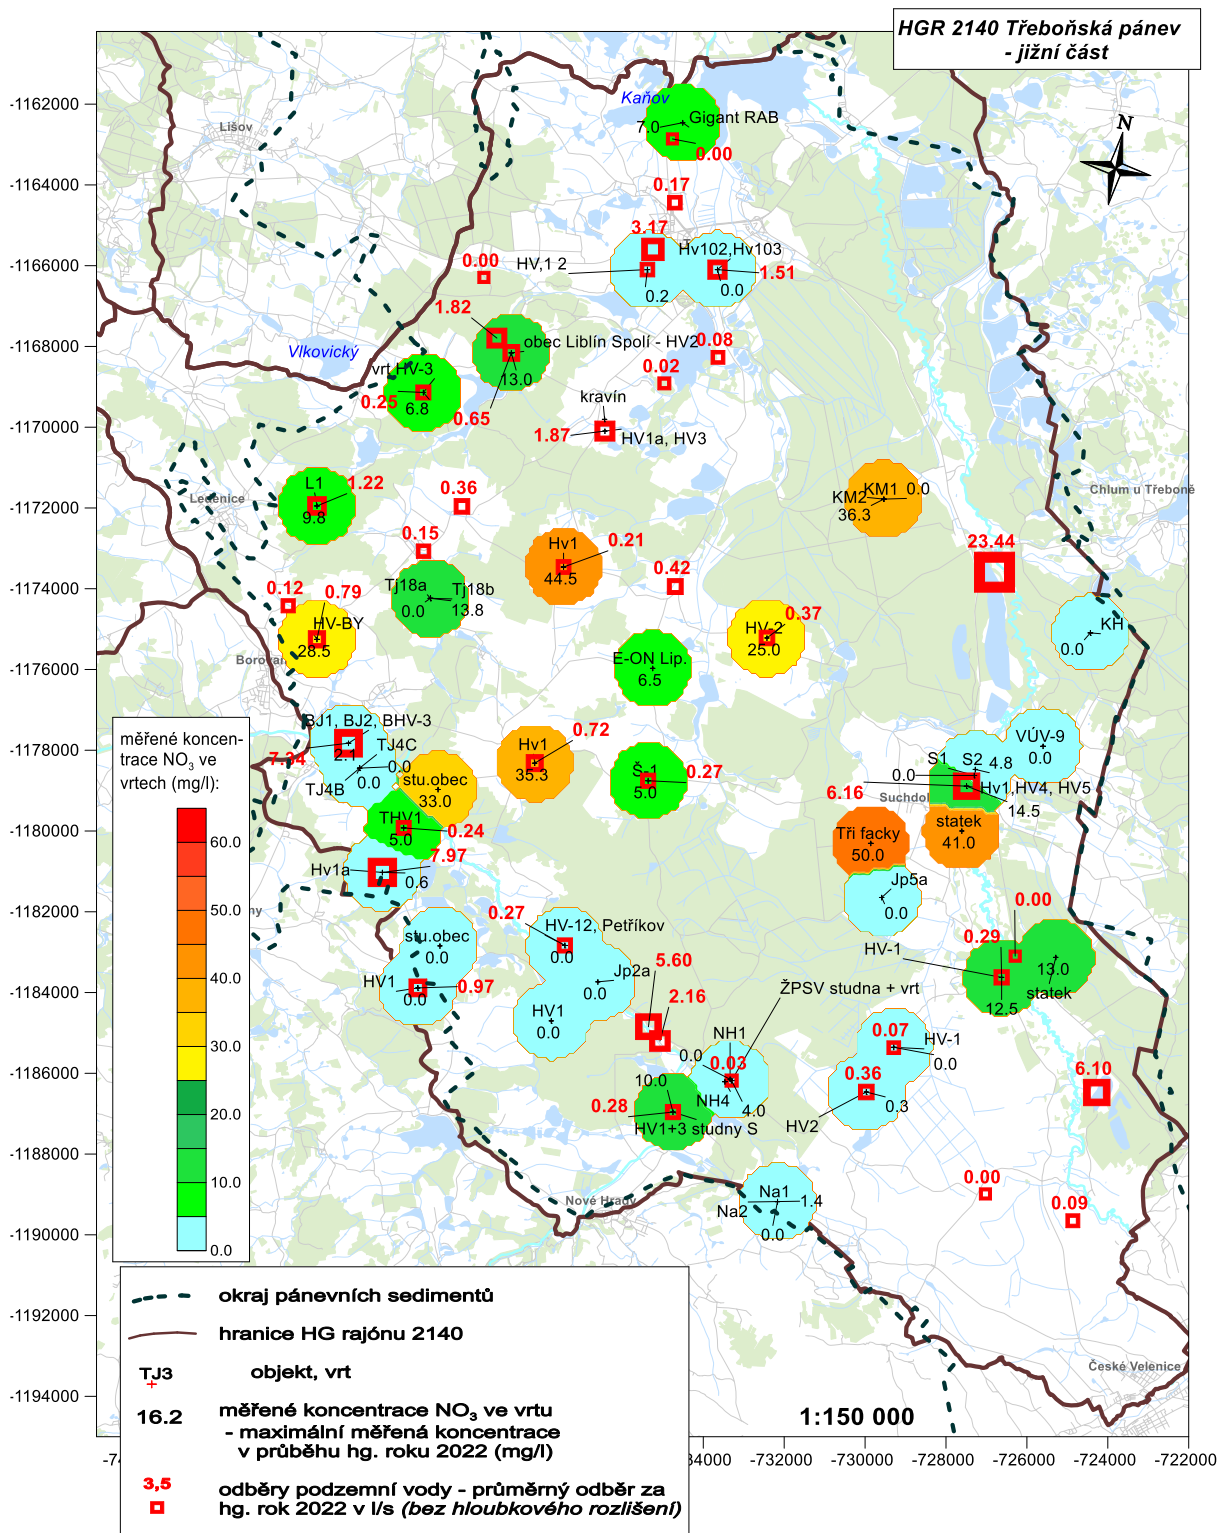 HGR 2140 Třeboňská pánev
- jižní část
-1162000
-1164000
-1166000
-1168000
-1170000
-1172000
-1174000
-1176000
-1178000
-1180000
-1182000
-1184000
-1186000
-1188000
-1190000
-1192000
-1194000
Kaňov
Gigant RAB
7.0
0.00
N
Lišov
0.17
3.17
Hv102,Hv103
0.00
HV,1 2
1.51
0.2
0.0
1.82
Vlkovický
obec Liblín Spolí - HV2
0.08
vrt HV-3
13.0
0.02
0.25
6.8
0.65
kravín
1.87
HV1a, HV3
L1
1.22
9.8
Ledenice
0.36
KM1
0.0
KM2
36.3
Chlum u Třeboně
0.15
Hv1
0.21
44.5
23.44
0.42
Tj18a
Tj18b
0.0
13.8
0.12
0.79
HV-BY
28.5
HV-2
0.37
25.0
KH
0.0
E-ON Lip.
6.5
BJ1, BJ2, BHV-3
7.34
2.1
TJ4C
0.0
TJ4B
0.0
Hv1
0.72
35.3
Š-1
0.27
5.0
VÚV-9
0.0
S1
S2
4.8
0.0
Hv1,HV4, HV5
6.16
14.5
stu.obec
33.0
THV1
5.0
0.24
Tři facky
50.0
statek
41.0
7.97
Hv1a
0.6
Jp5a
0.0
0.27
HV-12, Petříkov
0.0
0.00
0.29
HV-1
13.0
statek
12.5
stu.obec
0.0
HV1
0.0
0.97
Jp2a
0.0
HV1
0.0
5.60
2.16
ŽPSV studna + vrt
NH1
0.0
0.03
10.0
NH4
4.0
0.28
HV1+3 studny S
0.07
HV-1
0.0
0.36
0.3
HV2
6.10
0.00
0.09
Na1
1.4
Na2
0.0
Nové Hrady
České Velenice
1:150 000
měřené koncen-
trace NO3 ve
vrtech (mg/l):
60.0
50.0
40.0
30.0
20.0
10.0
0.0
okraj pánevních sedimentů
hranice HG rajónu 2140
TJ3
objekt, vrt
16.2
měřené koncentrace NO3 ve vrtu
- maximální měřená koncentrace
v průběhu hg. roku 2022 (mg/l)
3,5
odběry podzemní vody - průměrný odběr za
hg. rok 2022 v l/s (bez hloubkového rozlišení)
-732000
-730000
-728000
-726000
-724000
-722000